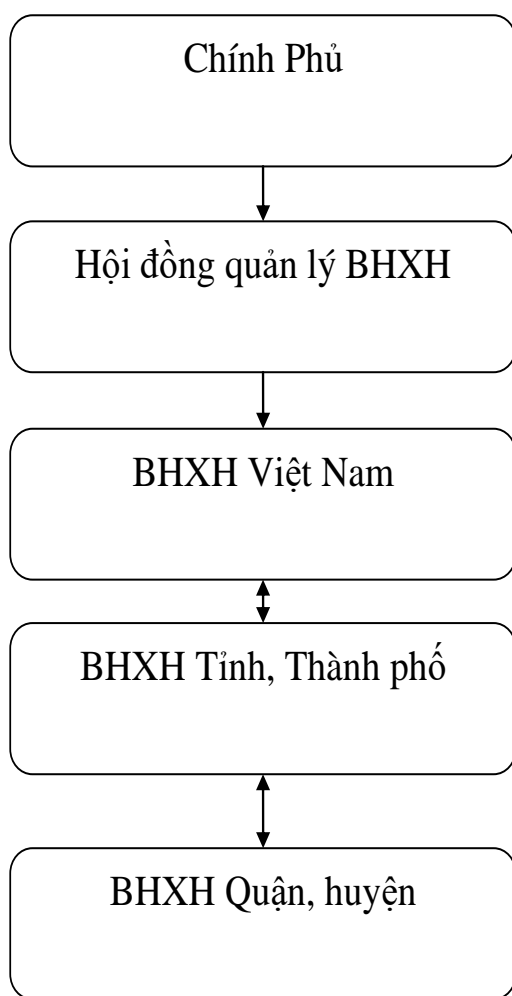 Chính Phủ
Hội đồng quản lý BHXH
BHXH Việt Nam
BHXH Tỉnh, Thành phố
BHXH Quận, huyện